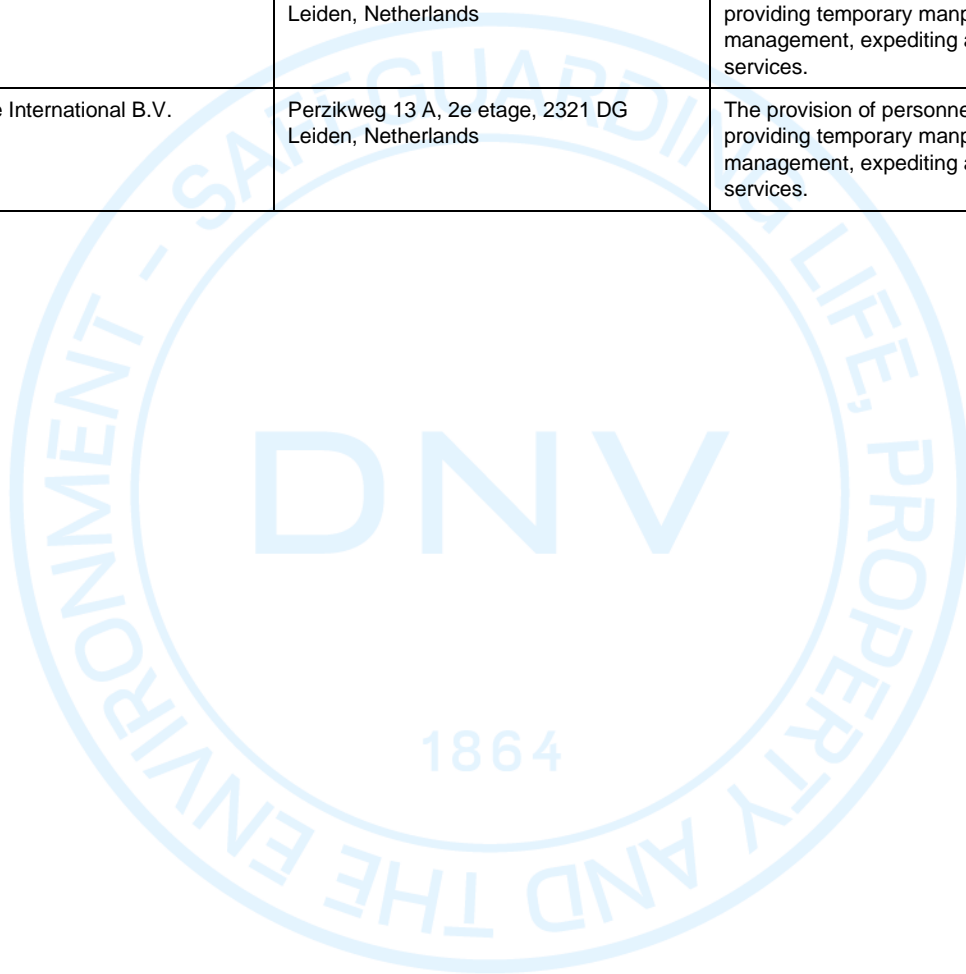 Leiden, Netherlands
providing temporary manp
management, expediting a
services.
e International B.V.
Perzikweg 13 A, 2e etage, 2321 DG
Leiden, Netherlands
The provision of personne
providing temporary manp
management, expediting a
services.
SAFEGUARDING LIFE, PROPERTY AND THE ENVIRONMENT -
DNV
1864